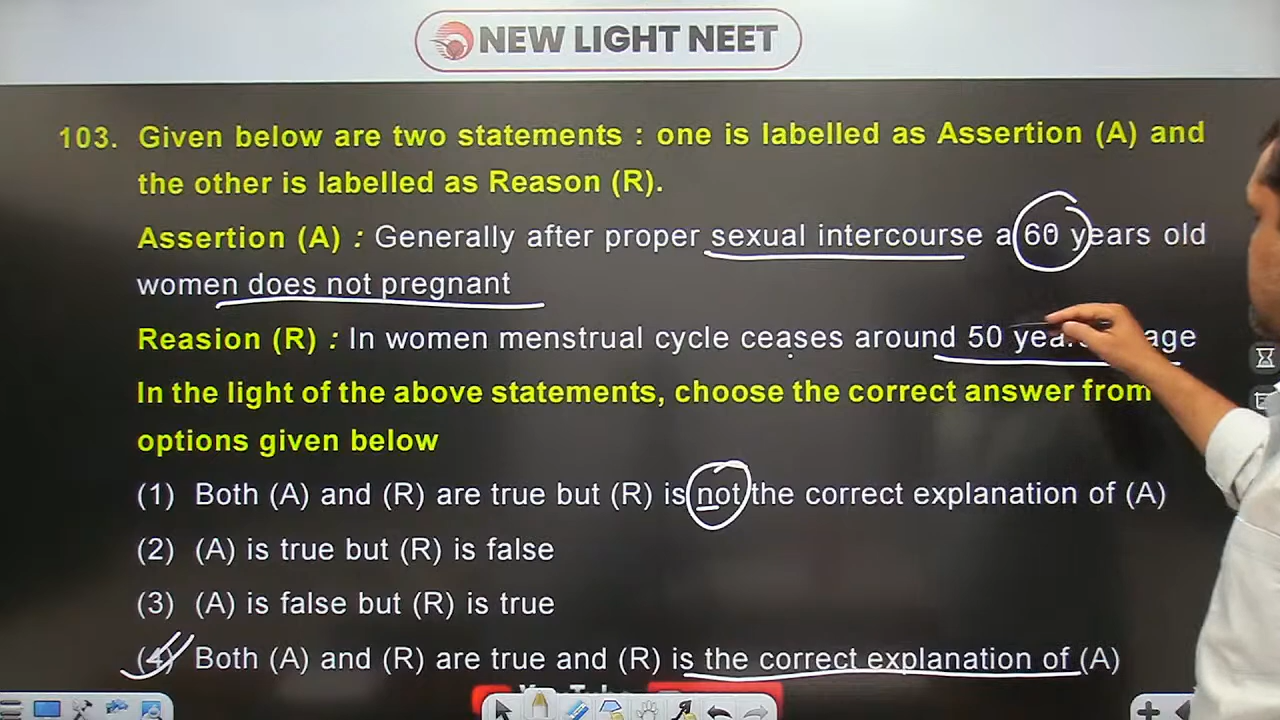 NEW LIGHT NEET
103. Given below are two statements : one is labelled as Assertion (A) and
the other is labelled as Reason (R).
Assertion (A) : Generally after proper sexual intercourse a 60 years old
women does not pregnant
Reasion (R) : In women menstrual cycle ceases around 50 age
In the light of the above statements, choose the correct answer from
options given below
(1) Both (A) and (R) are true but (R) is not the correct explanation of (A)
(2) (A) is true but (R) is false
(3) (A) is false but (R) is true
(4) Both (A) and (R) are true and (R) is the correct explanation of (A)